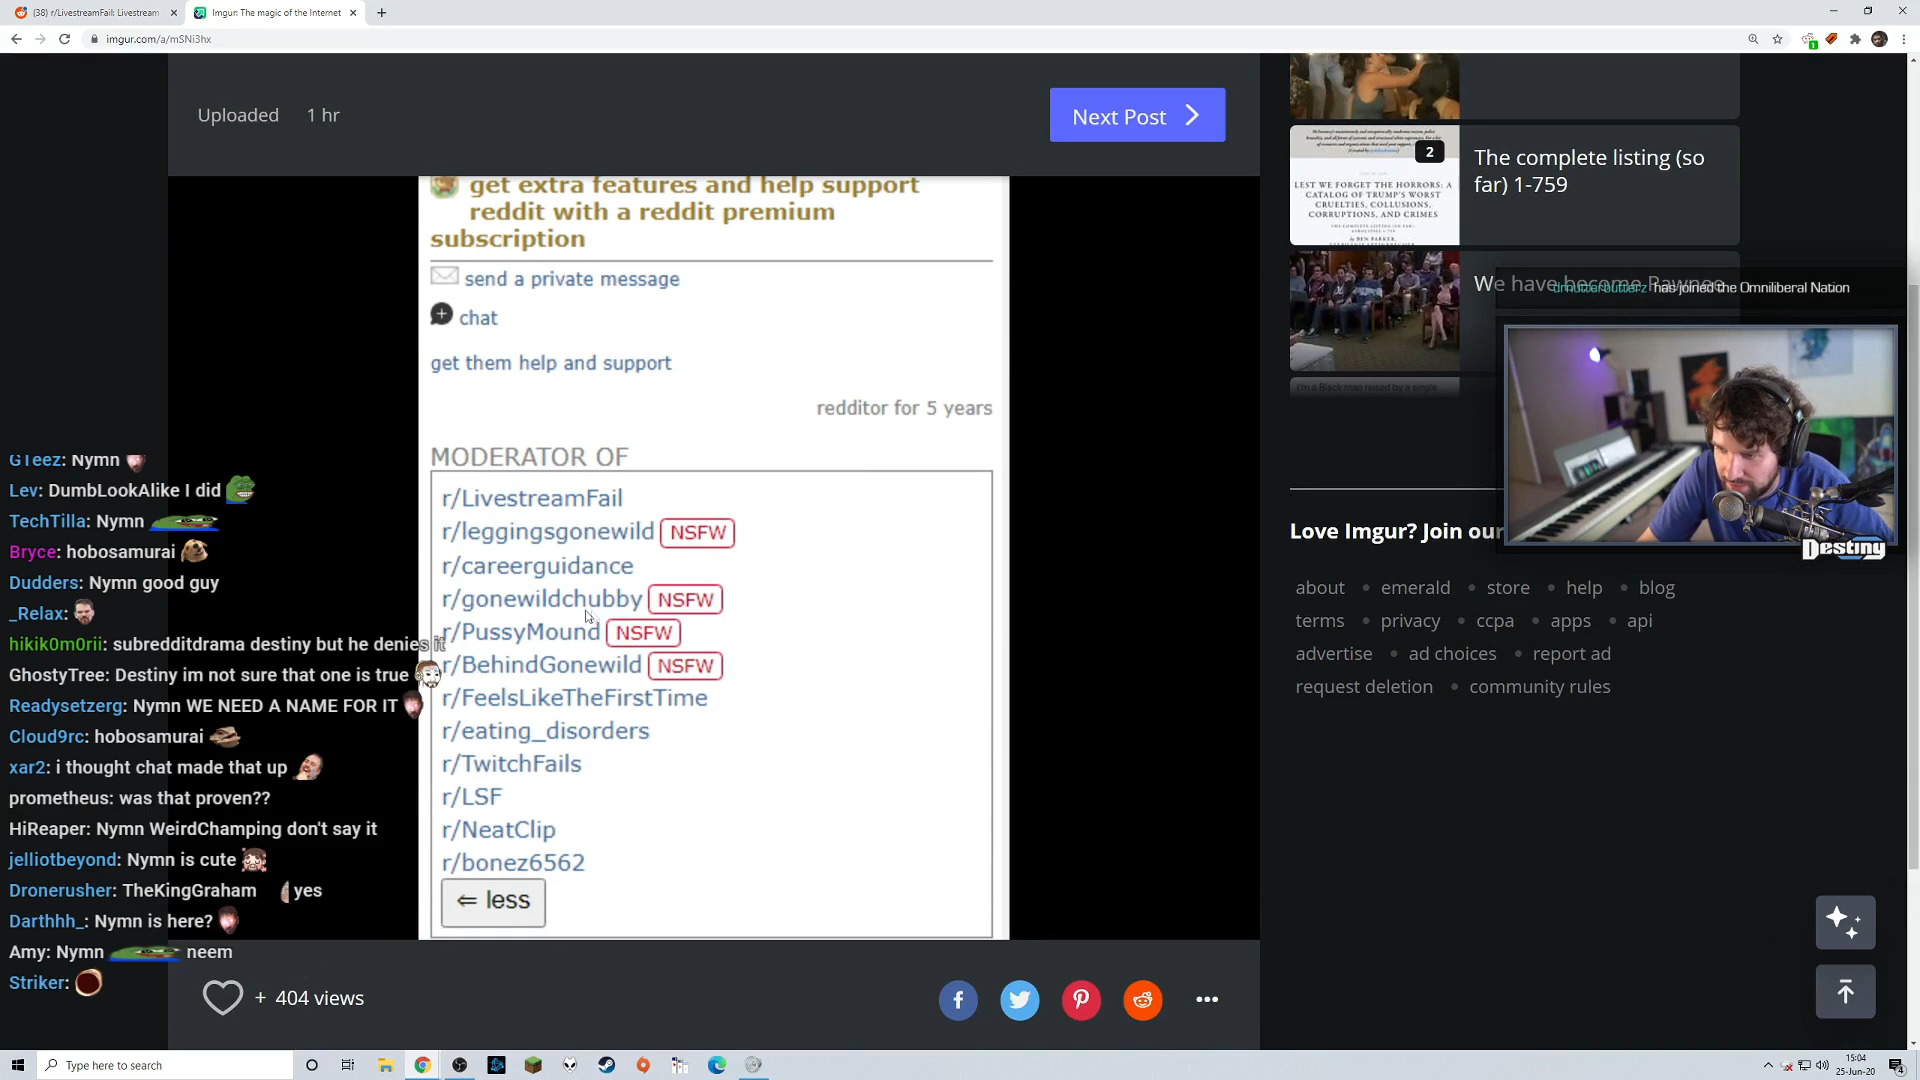 (38) r/LivestreamFail: Livestream
Imgur: The magic of the Internet
imgur.com/a/mSNi3hx
Uploaded 1 hr
Next Post
get extra features and help support
reddit with a reddit premium
subscription
send a private message
chat
get them help and support
redditor for 5 years
MODERATOR OF
r/LivestreamFail
r/leggingsgonewild NSFW
r/careerguidance
r/gonewildchubby NSFW
r/PussyMound NSFW
r/BehindGonewild NSFW
r/FeelsLikeTheFirstTime
r/eating_disorders
r/TwitchFails
r/LSF
r/NeatClip
r/bonez6562
⇐ less
GTeez: Nymn
Lev: DumbLookAlike I did
TechTilla: Nymn
Bryce: hobosamurai
Dudders: Nymn good guy
_Relax:
hikik0m0rii: subredditdrama destiny but he denies it
GhostyTree: Destiny im not sure that one is true
Readysetzerg: Nymn WE NEED A NAME FOR IT
Cloud9rc: hobosamurai
xar2: i thought chat made that up
prometheus: was that proven??
HiReaper: Nymn WeirdChamping don't say it
jelliotbeyond: Nymn is cute
Dronerusher: TheKingGraham yes
Darthhh_: Nymn is here?
Amy: Nymn neem
Striker:
+ 404 views
2
LEST WE FORGET THE HORRORS: A
CATALOG OF TRUMP'S WORST
CRUELTIES, COLLUSIONS,
CORRUPTIONS, AND CRIMES
The complete listing (so
far) 1-759
We have become Pawnee
drnutterbutterz has joined the Omniliberal Nation
I'm a Black man raised by a single
Destiny
Love Imgur? Join our
about • emerald • store • help • blog
terms • privacy • ccpa • apps • api
advertise • ad choices • report ad
request deletion • community rules
Type here to search
15:04
25-Jun-20